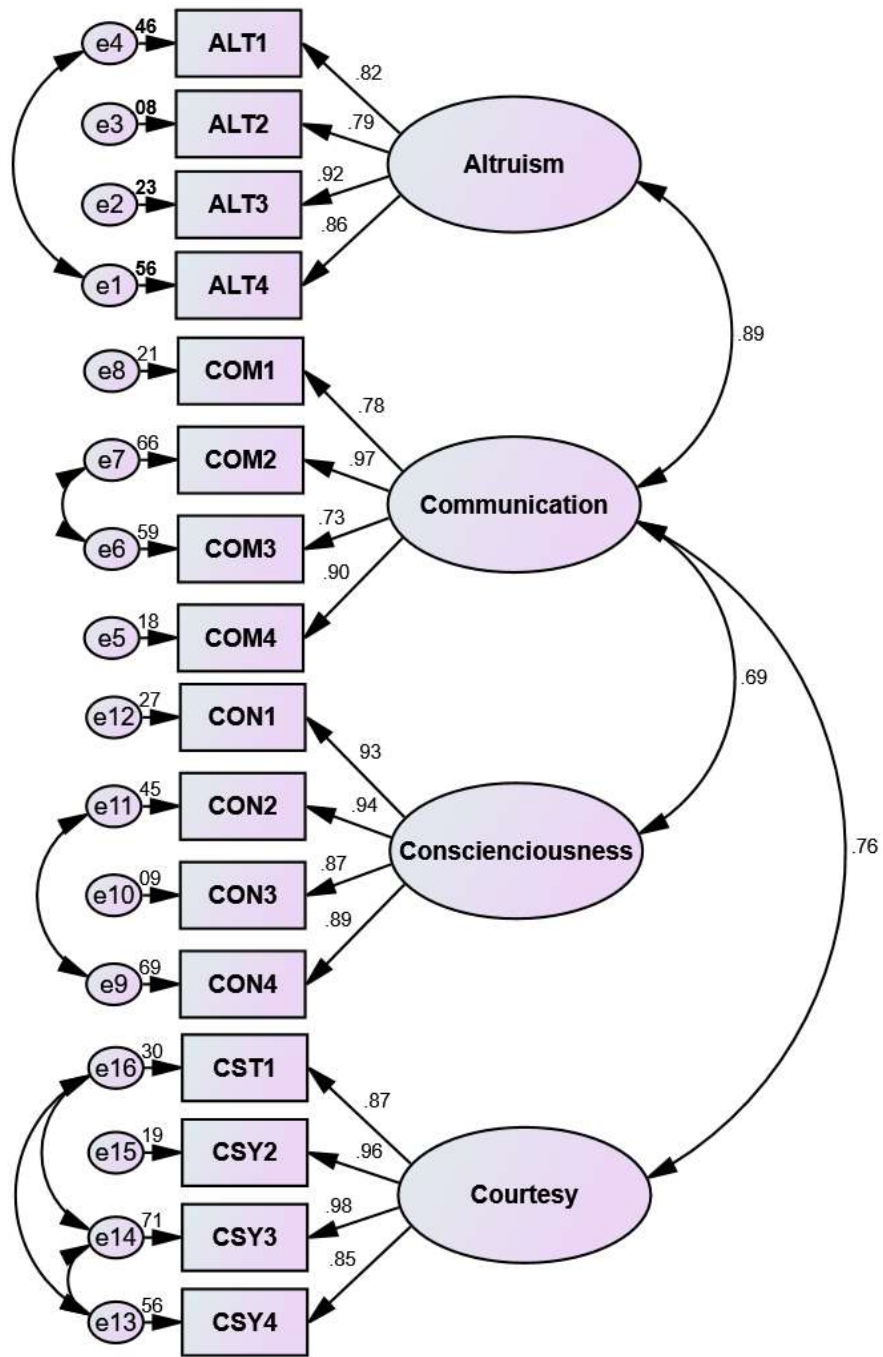 e4 46 ALT1
.82
e3 08 ALT2
.79
Altruism
e2 23 ALT3
.92
.86
e1 56 ALT4
.89
e8 21 COM1
.78
e7 66 COM2
.97
Communication
e6 59 COM3
.73
.90
e5 18 COM4
.69
e12 27 CON1
93
e11 45 CON2
.94
Conscienciousness
.76
e10 09 CON3
.87
.89
e9 69 CON4
e16 30 CST1
.87
e15 19 CSY2
.96
Courtesy
e14 71 CSY3
.98
.85
e13 56 CSY4